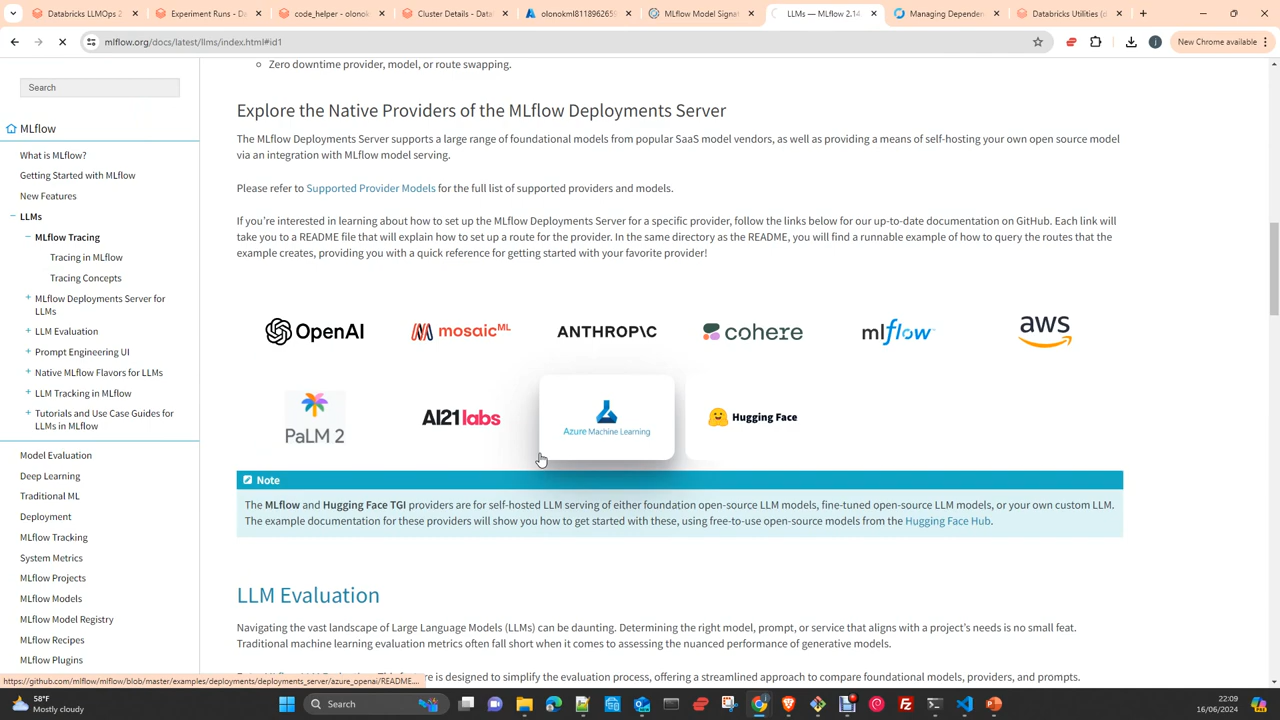 Databricks LLMOps 2
Experiment Runs - D
code_helper - olonok
Cluster Details - Data
olonokml8118962658
MLflow Model Signat
LLMs — MLflow 2.14
Managing Dependen
Databricks Utilities (d
mlflow.org/docs/latest/llms/index.html#id1
New Chrome available
Search
MLflow
What is MLflow?
Getting Started with MLflow
New Features
LLMs
MLflow Tracing
Tracing in MLflow
Tracing Concepts
MLflow Deployments Server for
LLMs
LLM Evaluation
Prompt Engineering UI
Native MLflow Flavors for LLMs
LLM Tracking in MLflow
Tutorials and Use Case Guides for
LLMs in MLflow
Model Evaluation
Deep Learning
Traditional ML
Deployment
MLflow Tracking
System Metrics
MLflow Projects
MLflow Models
MLflow Model Registry
MLflow Recipes
MLflow Plugins
Zero downtime provider, model, or route swapping.
Explore the Native Providers of the MLflow Deployments Server
The MLflow Deployments Server supports a large range of foundational models from popular SaaS model vendors, as well as providing a means of self-hosting your own open source model
via an integration with MLflow model serving.
Please refer to Supported Provider Models for the full list of supported providers and models.
If you're interested in learning about how to set up the MLflow Deployments Server for a specific provider, follow the links below for our up-to-date documentation on GitHub. Each link will
take you to a README file that will explain how to set up a route for the provider. In the same directory as the README, you will find a runnable example of how to query the routes that the
example creates, providing you with a quick reference for getting started with your favorite provider!
OpenAI
mosaicML
ANTHROP\C
cohere
mlflow
aws
PaLM 2
AI21labs
Azure Machine Learning
Hugging Face
Note
The MLflow and Hugging Face TGI providers are for self-hosted LLM serving of either foundation open-source LLM models, fine-tuned open-source LLM models, or your own custom LLM.
The example documentation for these providers will show you how to get started with these, using free-to-use open-source models from the Hugging Face Hub.
LLM Evaluation
Navigating the vast landscape of Large Language Models (LLMs) can be daunting. Determining the right model, prompt, or service that aligns with a project's needs is no small feat.
Traditional machine learning evaluation metrics often fall short when it comes to assessing the nuanced performance of generative models.
re is designed to simplify the evaluation process, offering a streamlined approach to compare foundational models, providers, and prompts.
https://github.com/mlflow/mlflow/blob/master/examples/deployments/deployments_server/azure_openai/README....
58°F
Mostly cloudy
Search
22:09
16/06/2024